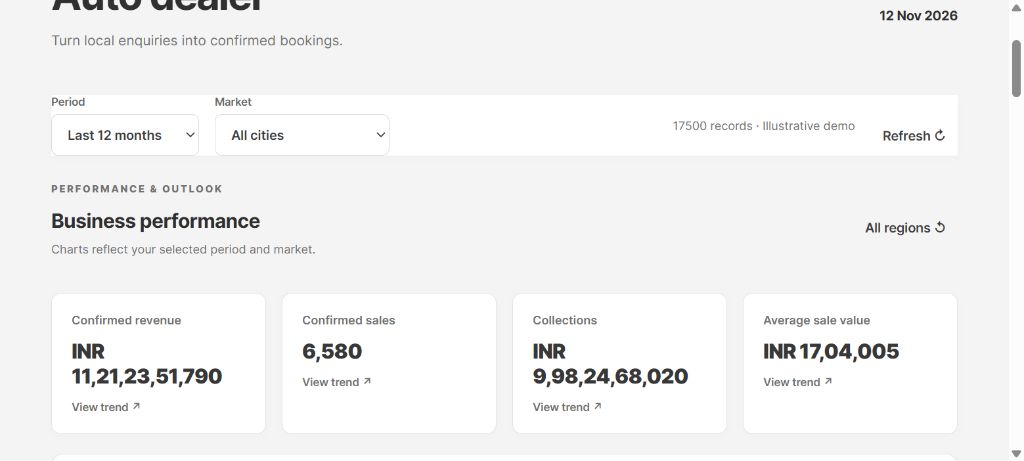 Auto dealer
12 Nov 2026
Turn local enquiries into confirmed bookings.
Period
Market
Last 12 months
All cities
17500 records · Illustrative demo
Refresh ↻
PERFORMANCE & OUTLOOK
Business performance
All regions ↺
Charts reflect your selected period and market.
Confirmed revenue
INR
11,21,23,51,790
View trend ↗
Confirmed sales
6,580
View trend ↗
Collections
INR
9,98,24,68,020
View trend ↗
Average sale value
INR 17,04,005
View trend ↗